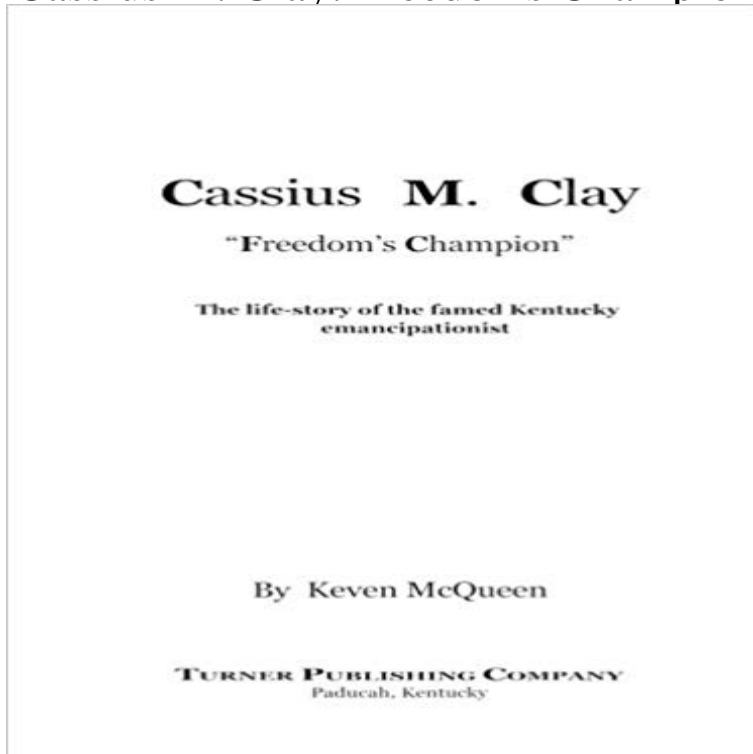 Cassius M. Clay
“Freedom’s Champion”
The life-story of the famed Kentucky
emancipationist
By Keven McQueen
TURNER PUBLISHING COMPANY
Paducah, Kentucky